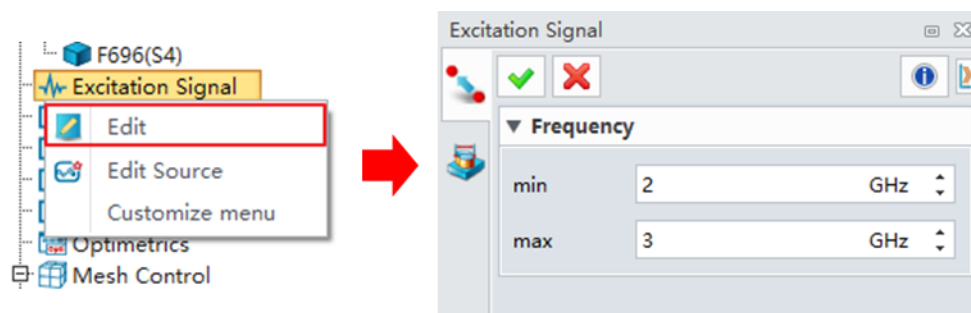 F696(S4)
Excitation Signal
Edit
Edit Source
Customize menu
Optimetrics
Mesh Control
Excitation Signal
Frequency
min 2 GHz
max 3 GHz